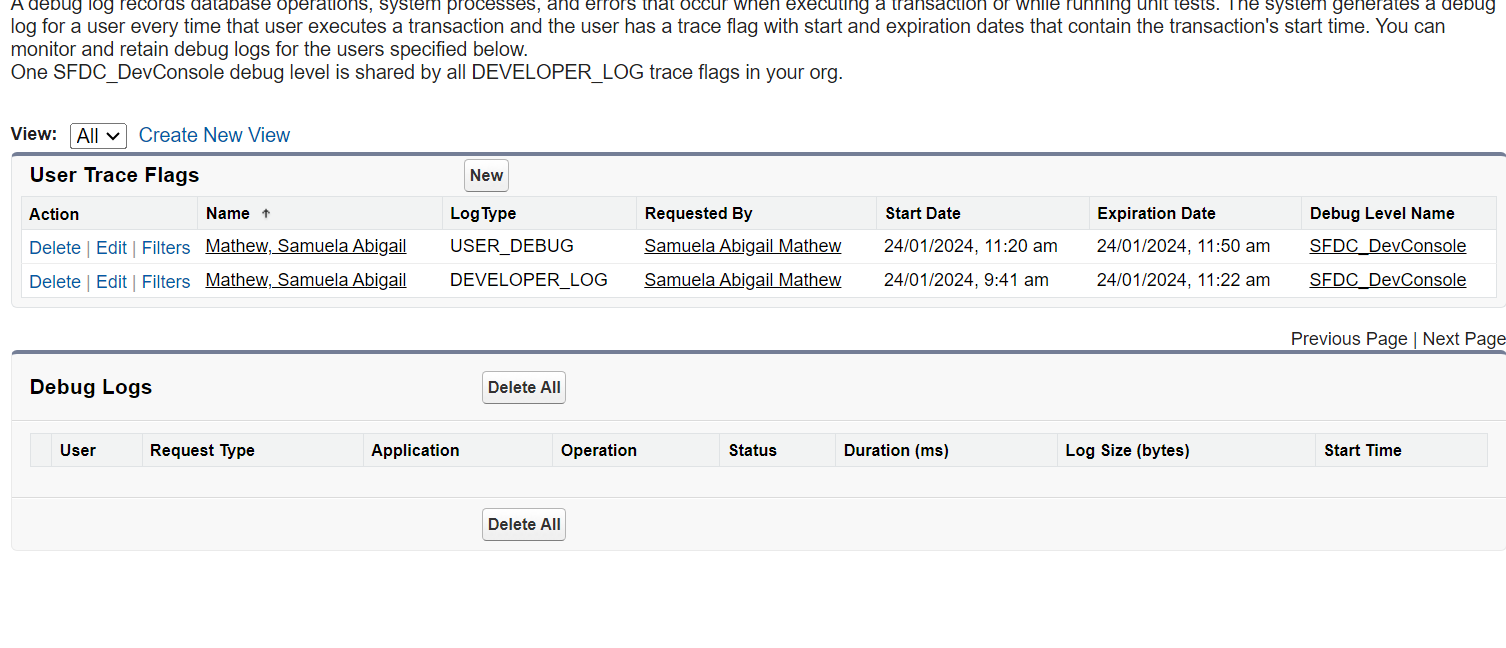 A debug log records database operations, system processes, and errors that occur when executing a transaction or while running unit tests. The system generates a debug
log for a user every time that user executes a transaction and the user has a trace flag with start and expiration dates that contain the transaction's start time. You can
monitor and retain debug logs for the users specified below.
One SFDC_DevConsole debug level is shared by all DEVELOPER_LOG trace flags in your org.
View: All Create New View
User Trace Flags New
Action Name ↑ LogType Requested By Start Date Expiration Date Debug Level Name
Delete | Edit | Filters Mathew, Samuela Abigail USER_DEBUG Samuela Abigail Mathew 24/01/2024, 11:20 am 24/01/2024, 11:50 am SFDC_DevConsole
Delete | Edit | Filters Mathew, Samuela Abigail DEVELOPER_LOG Samuela Abigail Mathew 24/01/2024, 9:41 am 24/01/2024, 11:22 am SFDC_DevConsole
Previous Page | Next Page
Debug Logs Delete All
User Request Type Application Operation Status Duration (ms) Log Size (bytes) Start Time
Delete All